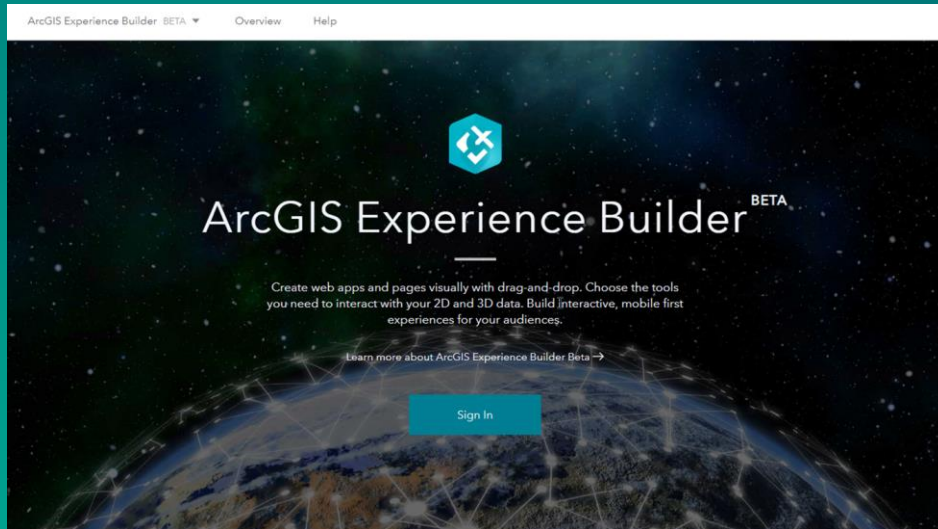 ArcGIS Experience Builder BETA Overview Help
ArcGIS Experience Builder BETA
Create web apps and pages visually with drag-and-drop. Choose the tools
you need to interact with your 2D and 3D data. Build interactive, mobile first
experiences for your audiences.
Learn more about ArcGIS Experience Builder Beta →
Sign In